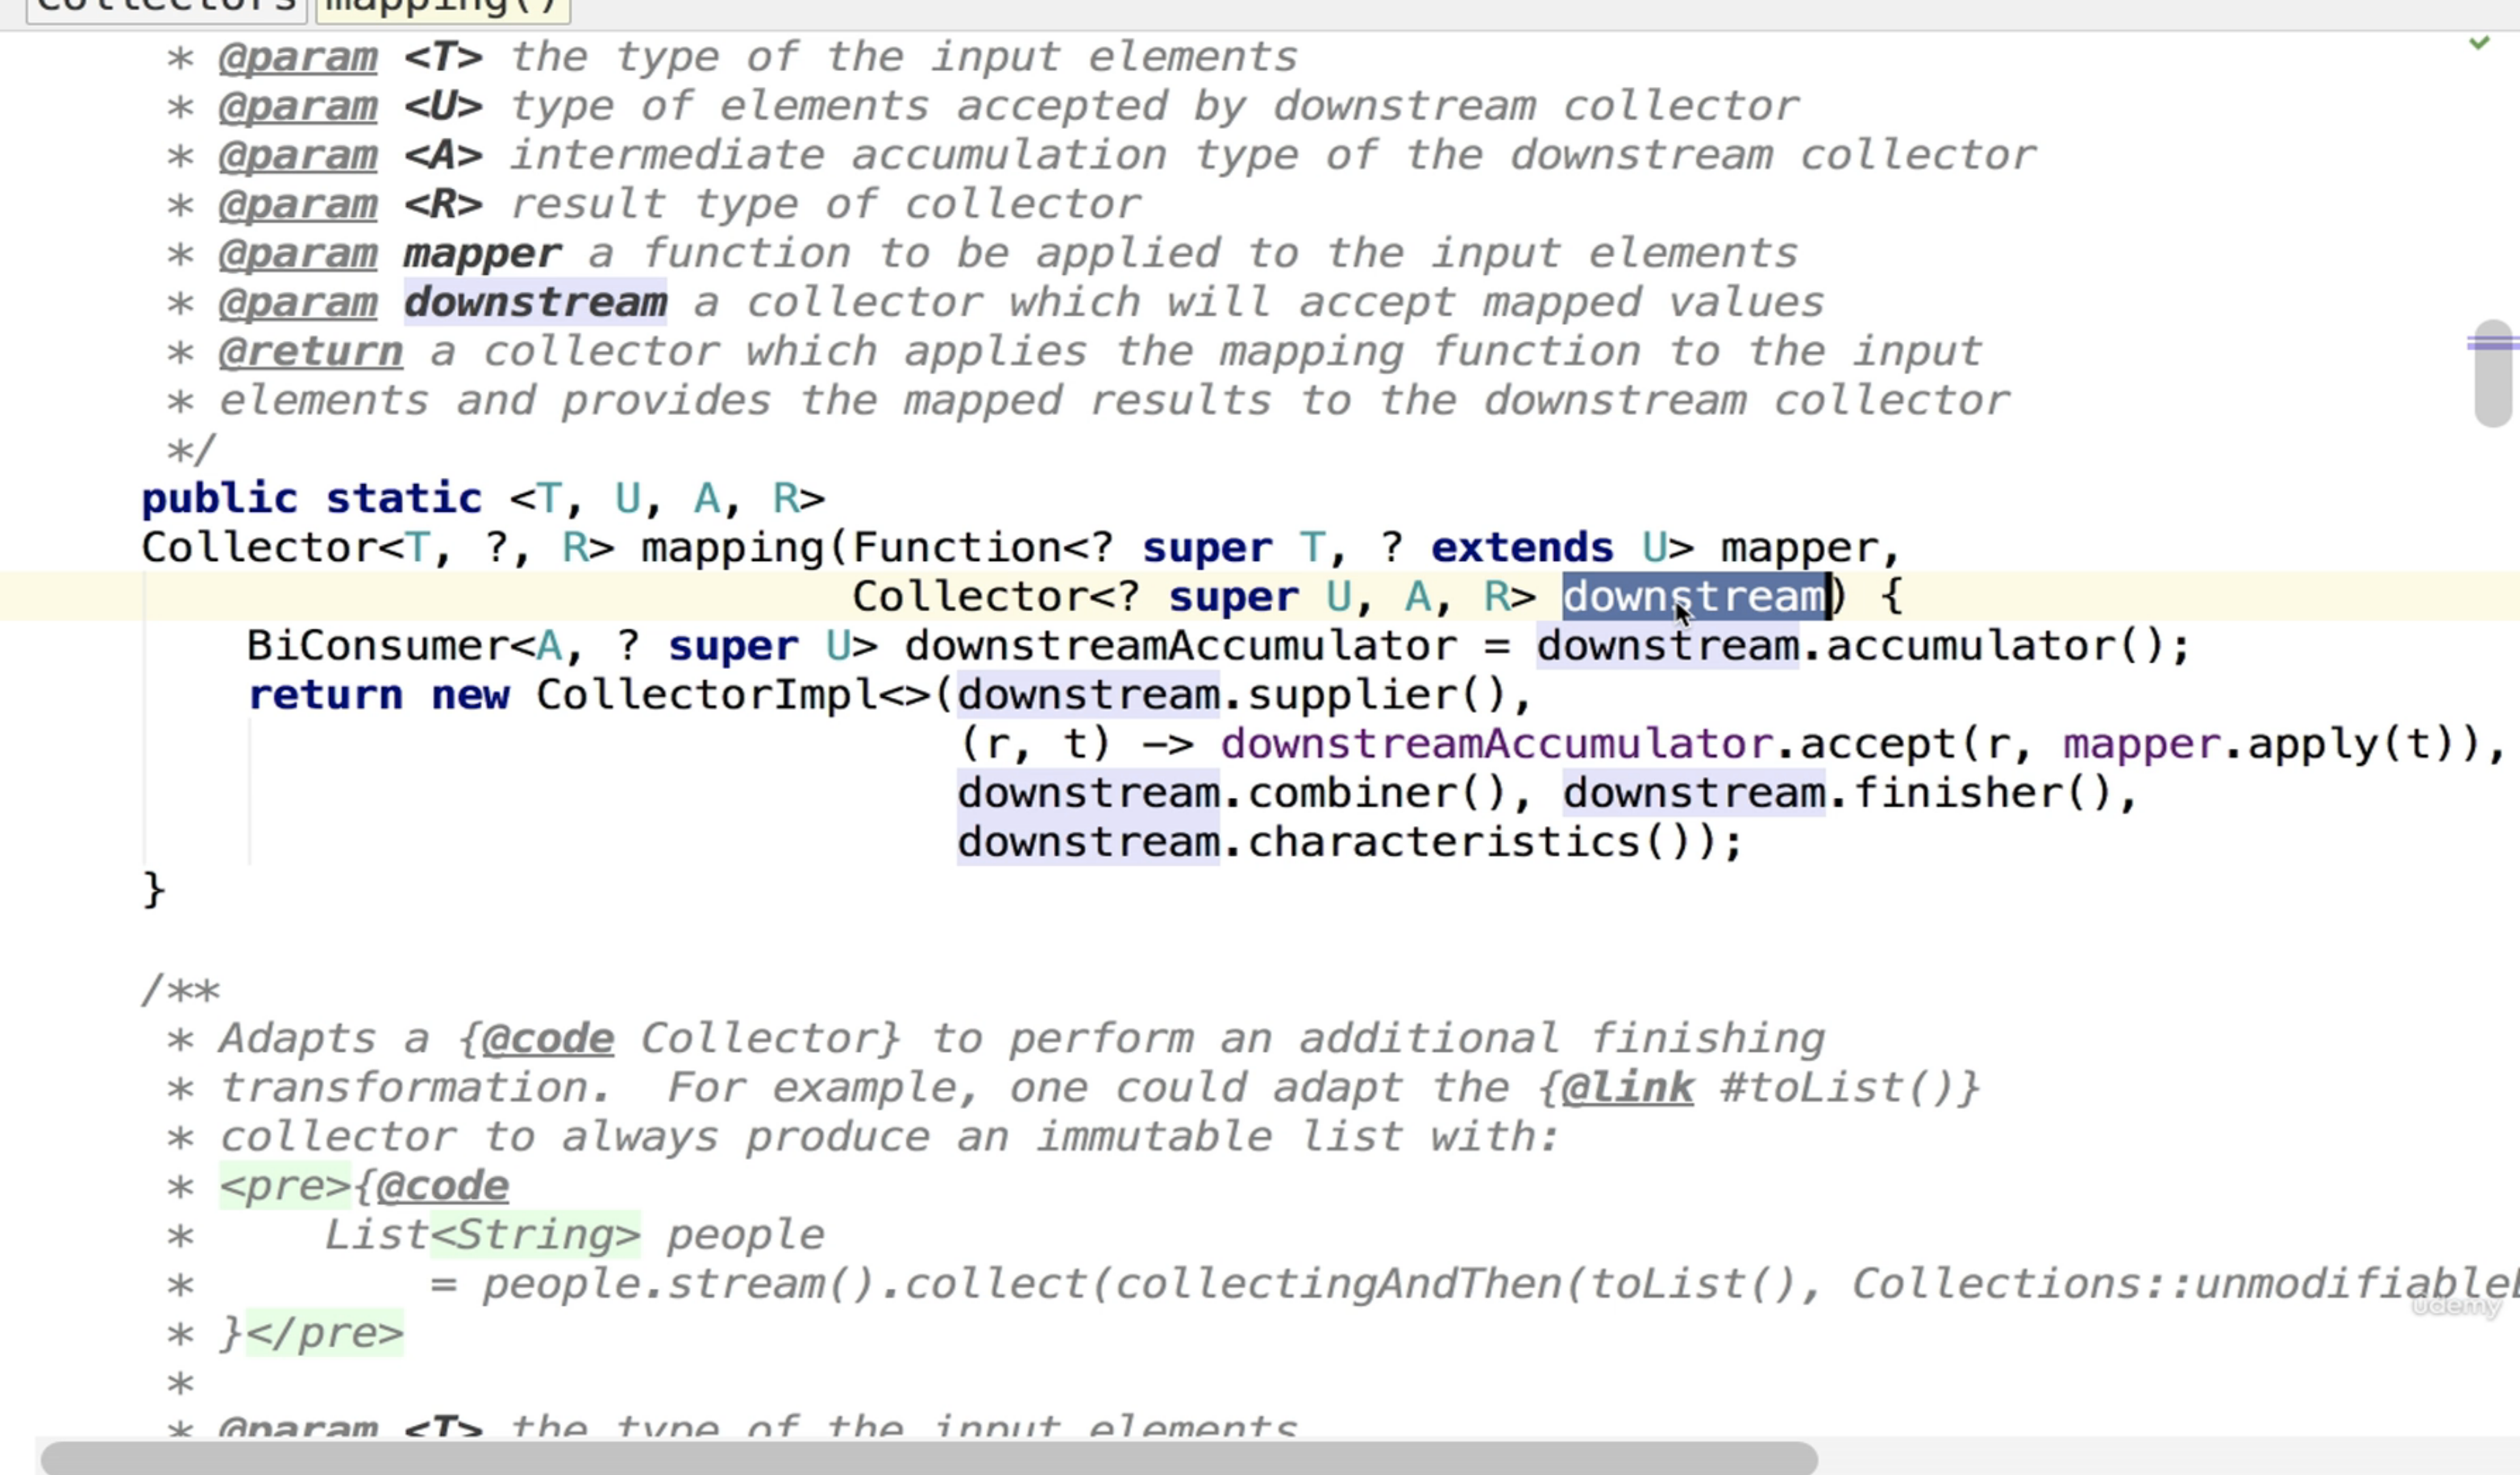 Collectors mapping()
* @param <T> the type of the input elements
* @param <U> type of elements accepted by downstream collector
* @param <A> intermediate accumulation type of the downstream collector
* @param <R> result type of collector
* @param mapper a function to be applied to the input elements
* @param downstream a collector which will accept mapped values
* @return a collector which applies the mapping function to the input
* elements and provides the mapped results to the downstream collector
*/
public static <T, U, A, R>
Collector<T, ?, R> mapping(Function<? super T, ? extends U> mapper,
Collector<? super U, A, R> downstream) {
BiConsumer<A, ? super U> downstreamAccumulator = downstream.accumulator();
return new CollectorImpl<>(downstream.supplier(),
(r, t) -> downstreamAccumulator.accept(r, mapper.apply(t)),
downstream.combiner(), downstream.finisher(),
downstream.characteristics());
}
/**
* Adapts a {@code Collector} to perform an additional finishing
* transformation.  For example, one could adapt the {@link #toList()}
* collector to always produce an immutable list with:
* <pre>{@code
*     List<String> people
*         = people.stream().collect(collectingAndThen(toList(), Collections::unmodifiableL
* }</pre>
*
* @param <T> the type of the input elements
udemy